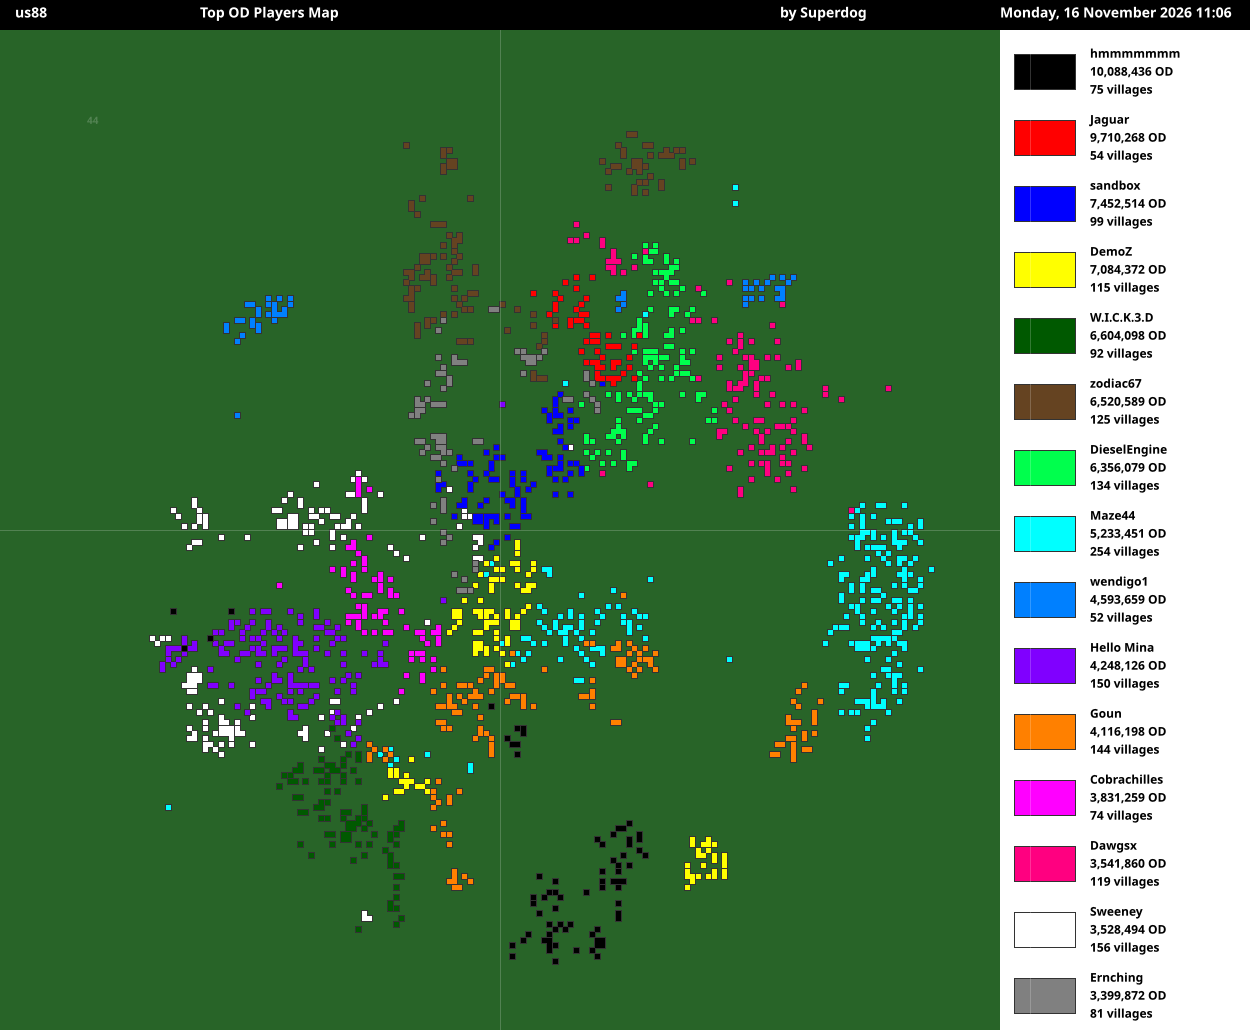 us88 Top OD Players Map by Superdog Monday, 16 November 2026 11:06
44
hmmmmmmm
10,088,436 OD
75 villages
Jaguar
9,710,268 OD
54 villages
sandbox
7,452,514 OD
99 villages
DemoZ
7,084,372 OD
115 villages
W.I.C.K.3.D
6,604,098 OD
92 villages
zodiac67
6,520,589 OD
125 villages
DieselEngine
6,356,079 OD
134 villages
Maze44
5,233,451 OD
254 villages
wendigo1
4,593,659 OD
52 villages
Hello Mina
4,248,126 OD
150 villages
Goun
4,116,198 OD
144 villages
Cobrachilles
3,831,259 OD
74 villages
Dawgsx
3,541,860 OD
119 villages
Sweeney
3,528,494 OD
156 villages
Ernching
3,399,872 OD
81 villages